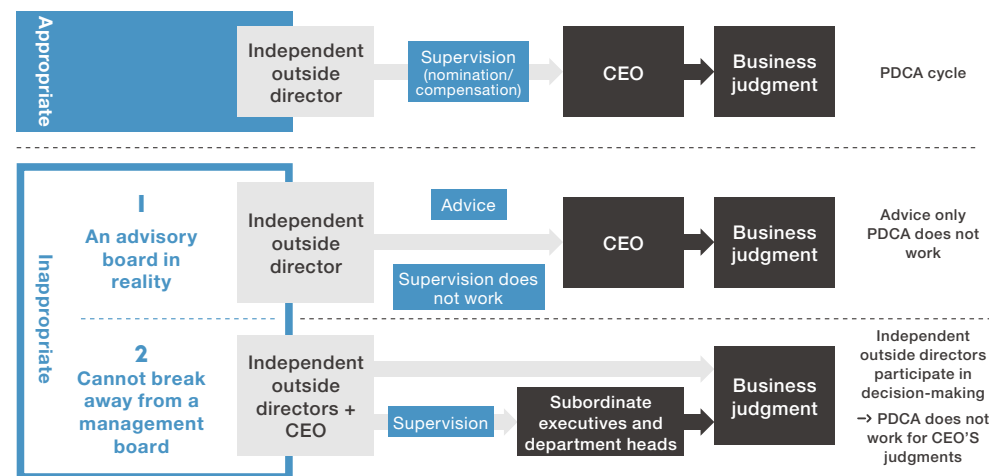 Appropriate
Independent
outside
director
Supervision
(nomination/
compensation)
CEO
Business
judgment
PDCA cycle
Inappropriate
1
An advisory
board in
reality
Independent
outside
director
Advice
Supervision does
not work
CEO
Business
judgment
Advice only
PDCA does not
work
2
Cannot break
away from a
management
board
Independent
outside
directors +
CEO
Supervision
Subordinate
executives and
department heads
Business
judgment
Independent
outside directors
participate in
decision-making
→ PDCA does not
work for CEO'S
judgments